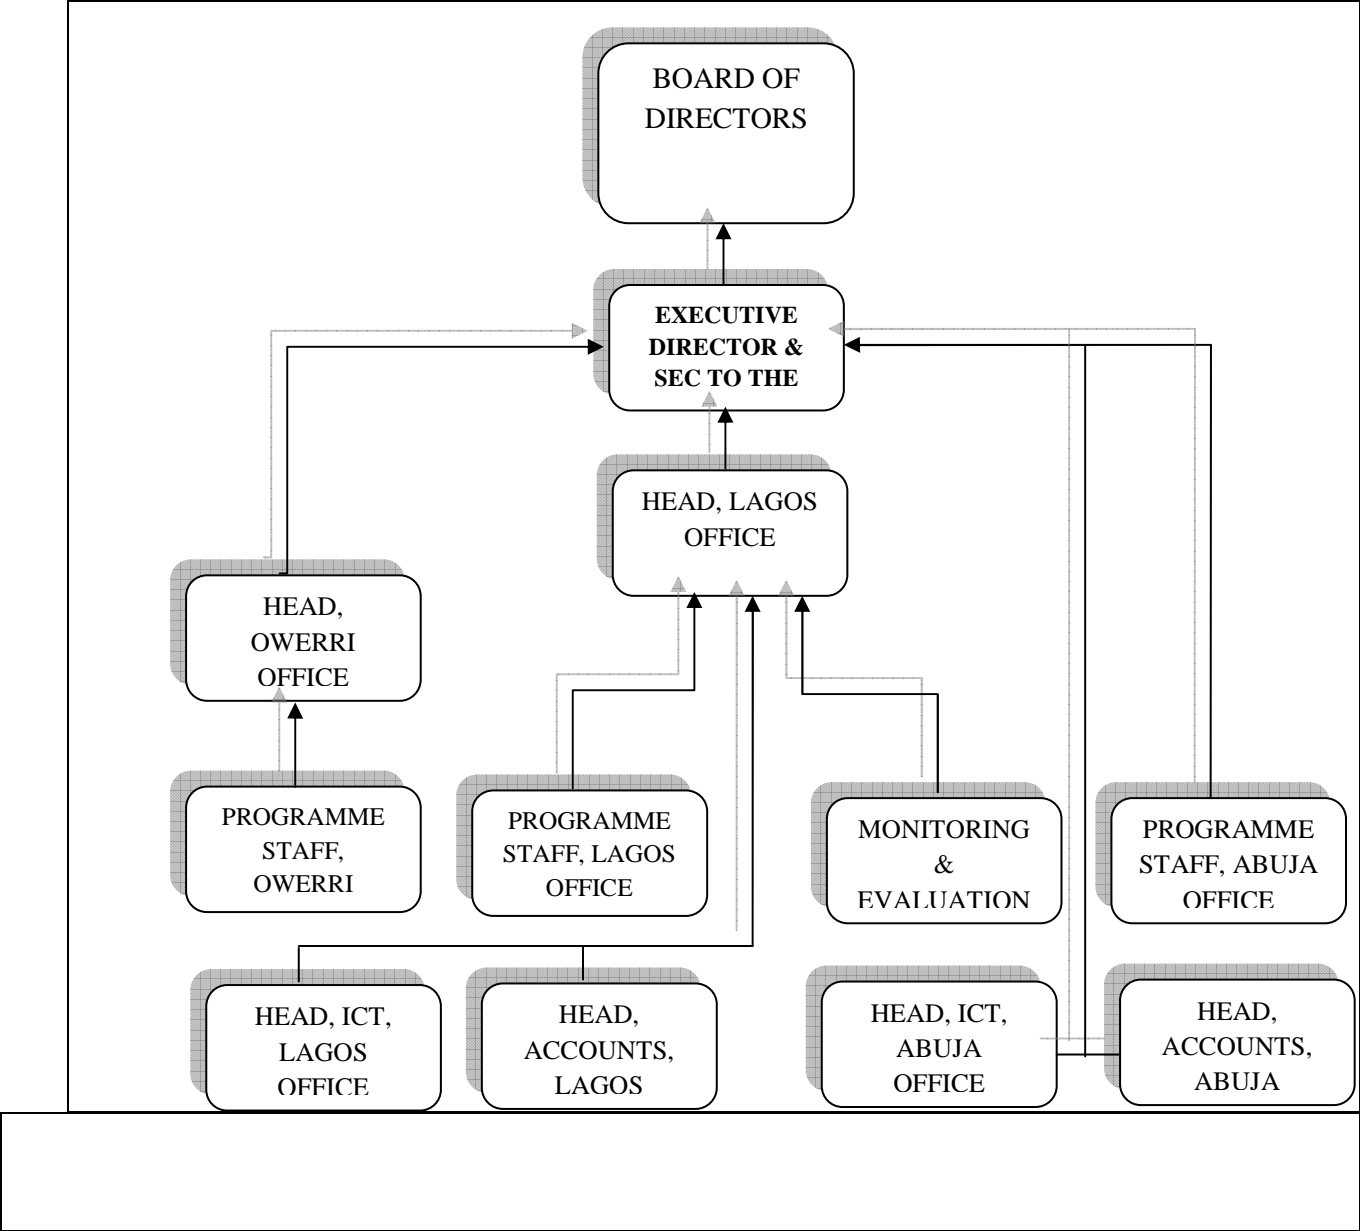 BOARD OF
DIRECTORS
EXECUTIVE
DIRECTOR &
SEC TO THE
HEAD, LAGOS
OFFICE
HEAD,
OWERRI
OFFICE
PROGRAMME
STAFF,
OWERRI
PROGRAMME
STAFF, LAGOS
OFFICE
MONITORING
&
EVALUATION
PROGRAMME
STAFF, ABUJA
OFFICE
HEAD, ICT,
LAGOS
OFFICE
HEAD,
ACCOUNTS,
LAGOS
HEAD, ICT,
ABUJA
OFFICE
HEAD,
ACCOUNTS,
ABUJA